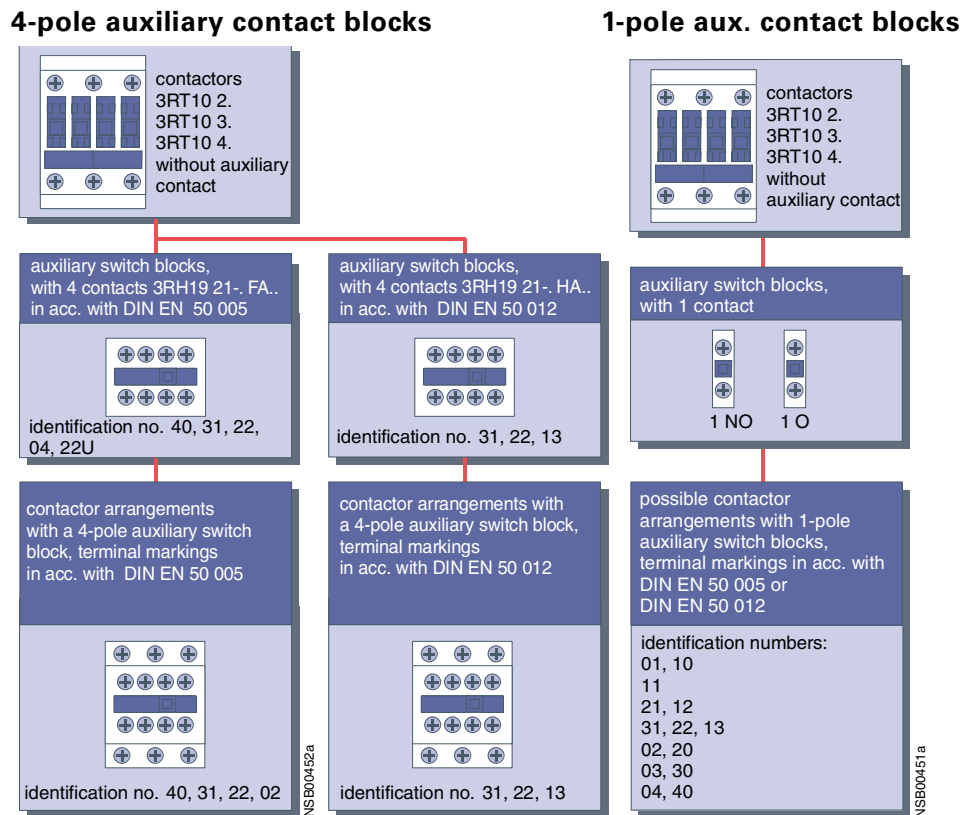 4-pole auxiliary contact blocks
contactors
3RT10 2.
3RT10 3.
3RT10 4.
without auxiliary
contact
auxiliary switch blocks,
with 4 contacts 3RH19 21-. FA..
in acc. with DIN EN 50 005
identification no. 40, 31, 22,
04, 22U
contactor arrangements
with a 4-pole auxiliary switch
block, terminal markings
in acc. with DIN EN 50 005
identification no. 40, 31, 22, 02
auxiliary switch blocks,
with 4 contacts 3RH19 21-. HA..
in acc. with DIN EN 50 012
identification no. 31, 22, 13
contactor arrangements with
a 4-pole auxiliary switch block,
terminal markings
in acc. with DIN EN 50 012
identification no. 31, 22, 13
NSB00452a
1-pole aux. contact blocks
contactors
3RT10 2.
3RT10 3.
3RT10 4.
without
auxiliary contact
auxiliary switch blocks,
with 1 contact
1 NO 1 O
possible contactor
arrangements with 1-pole
auxiliary switch blocks,
terminal markings in acc. with
DIN EN 50 005 or
DIN EN 50 012
identification numbers:
01, 10
11
21, 12
31, 22, 13
02, 20
03, 30
04, 40
NSB00451a